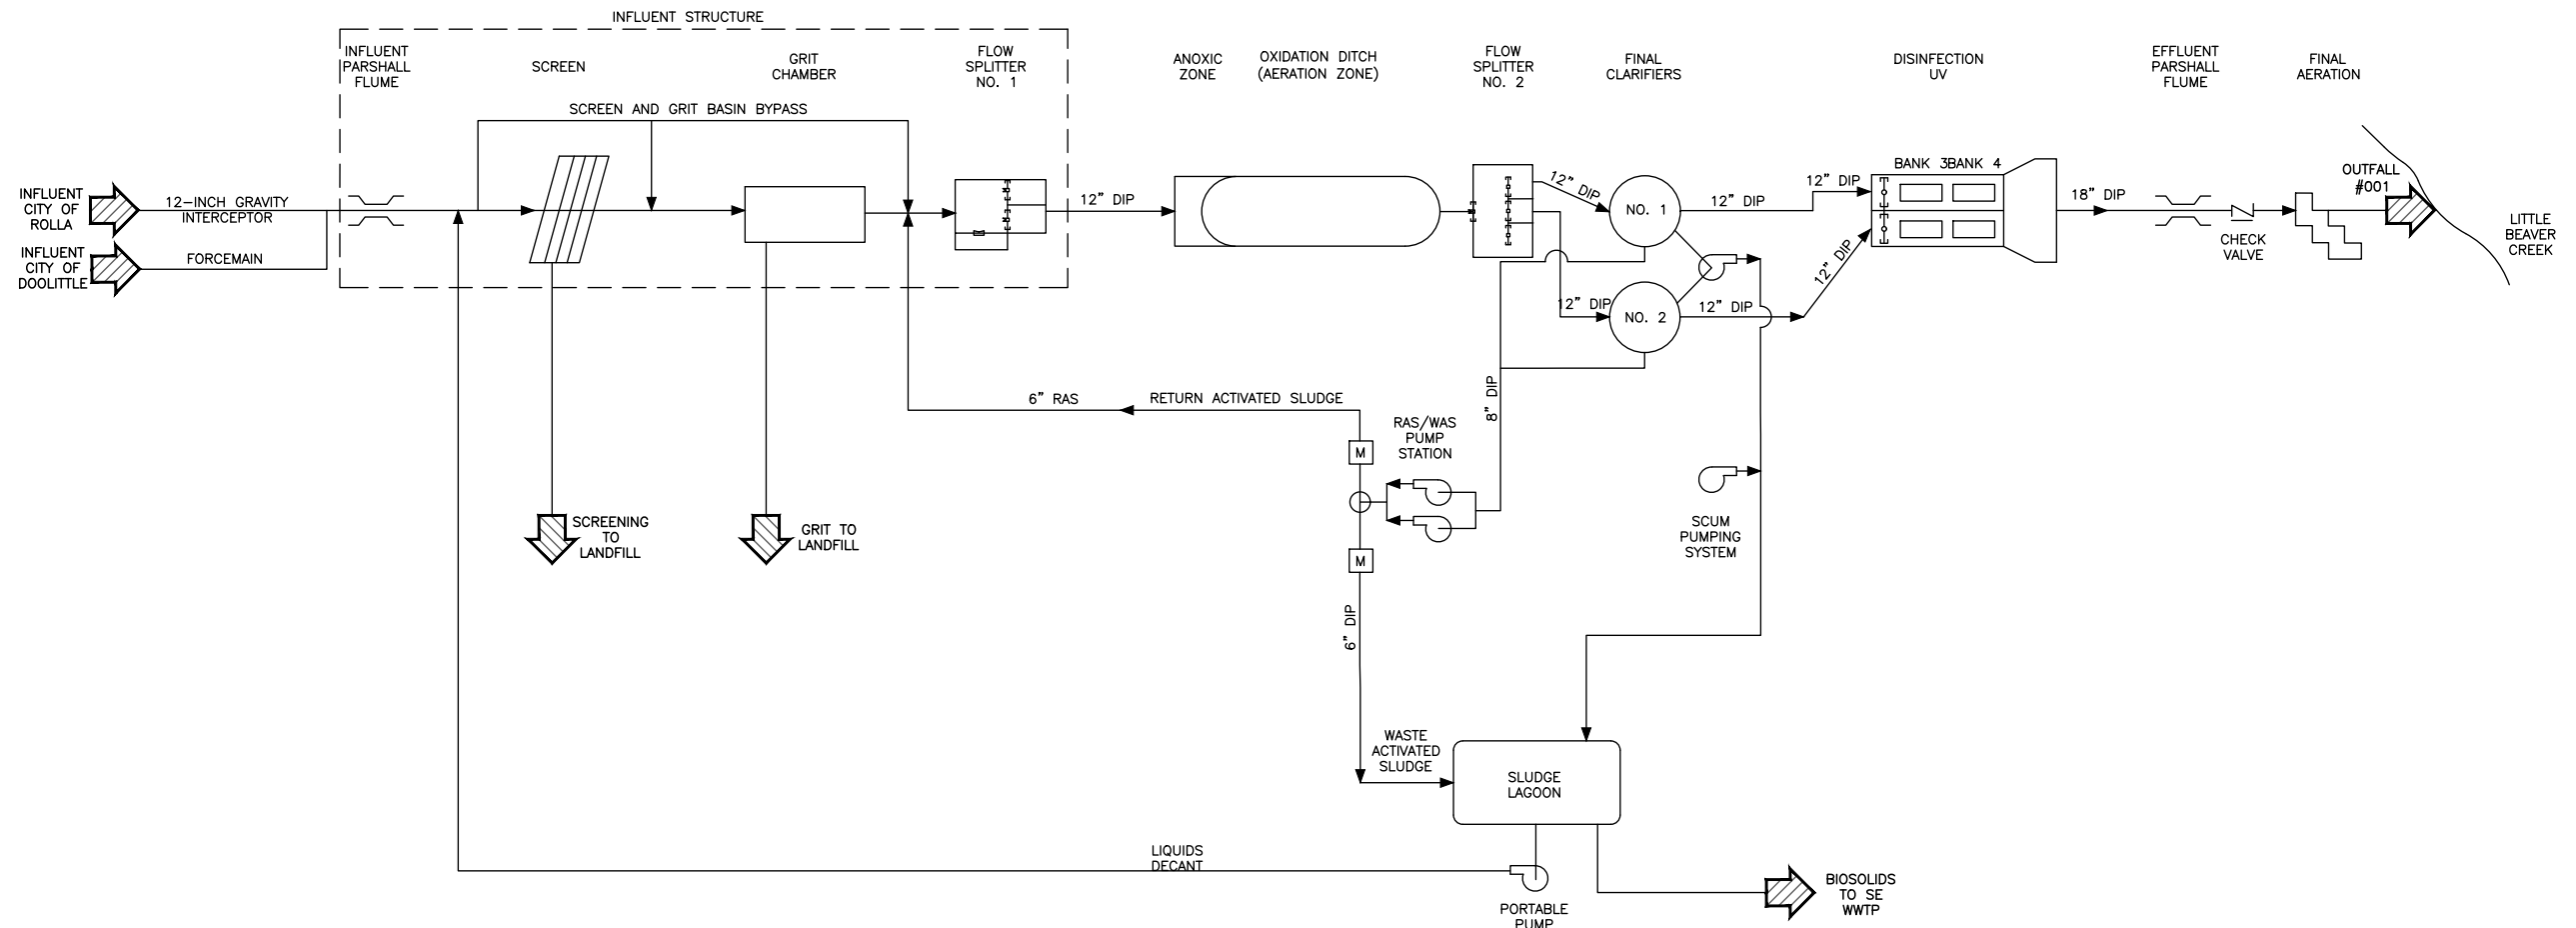 INFLUENT STRUCTURE
INFLUENT
PARSHALL
FLUME
SCREEN
GRIT
CHAMBER
FLOW
SPLITTER
NO. 1
ANOXIC
ZONE
OXIDATION DITCH
(AERATION ZONE)
FLOW
SPLITTER
NO. 2
FINAL
CLARIFIERS
DISINFECTION
UV
EFFLUENT
PARSHALL
FLUME
FINAL
AERATION
SCREEN AND GRIT BASIN BYPASS
INFLUENT
CITY OF
ROLLA
12-INCH GRAVITY
INTERCEPTOR
INFLUENT
CITY OF
DOOLITTLE
FORCEMAIN
12" DIP
12" DIP
NO. 1
12" DIP
12" DIP
BANK 3BANK 4
18" DIP
OUTFALL
#001
CHECK
VALVE
LITTLE
BEAVER
CREEK
12" DIP
NO. 2
12" DIP
12" DIP
8" DIP
6" RAS
RETURN ACTIVATED SLUDGE
RAS/WAS
PUMP
STATION
M
M
SCREENING
TO
LANDFILL
GRIT TO
LANDFILL
SCUM
PUMPING
SYSTEM
6" DIP
WASTE
ACTIVATED
SLUDGE
SLUDGE
LAGOON
LIQUIDS
DECANT
PORTABLE
PUMP
BIOSOLIDS
TO SE
WWTP